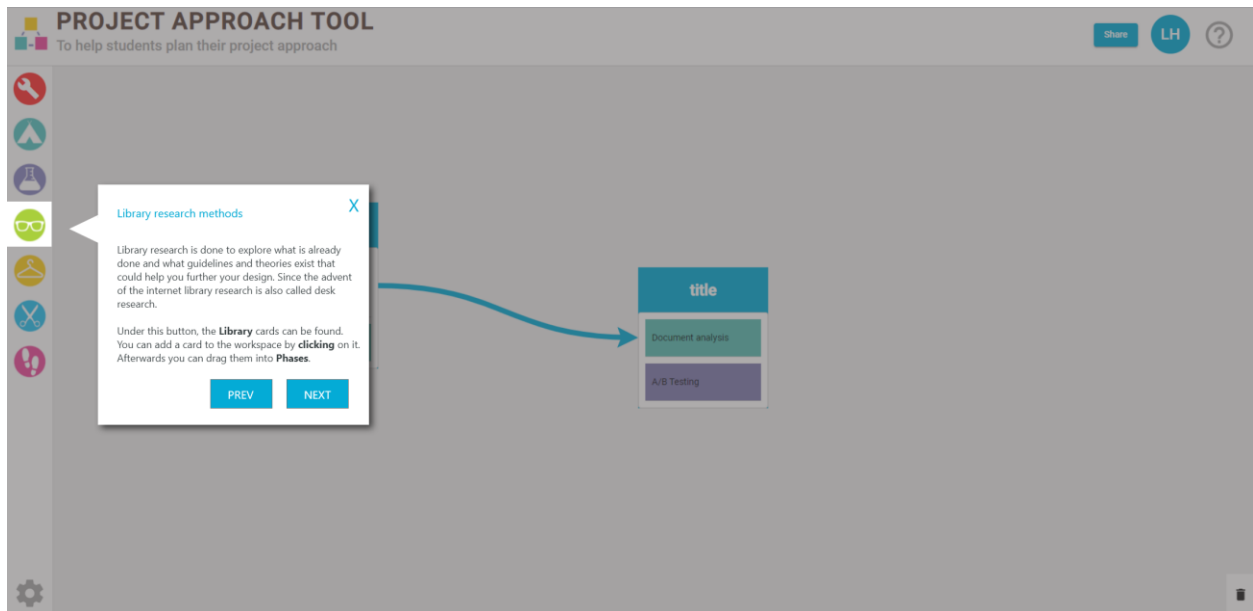 PROJECT APPROACH TOOL
To help students plan their project approach
Share
LH
?
Library research methods
X
Library research is done to explore what is already
done and what guidelines and theories exist that
could help you further your design. Since the advent
of the internet library research is also called desk
research.
Under this button, the Library cards can be found.
You can add a card to the workspace by clicking on it.
Afterwards you can drag them into Phases.
PREV
NEXT
title
Document analysis
A/B Testing